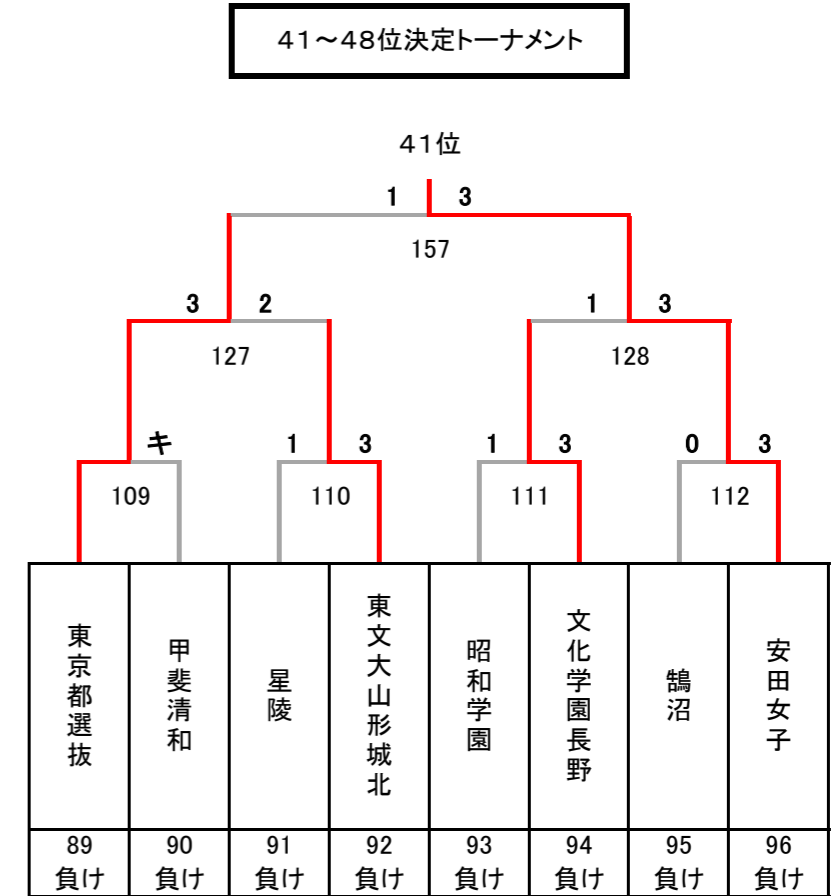 41～48位決定トーナメント
41位
1 3
157
3 2 1 3
127 128
キ 1 3 1 3 0 3
109 110 111 112
東京都選抜
甲斐清和
星陵
東文大山形城北
昭和学園
文化学園長野
鵠沼
安田女子
89 90 91 92 93 94 95 96
負け 負け 負け 負け 負け 負け 負け 負け